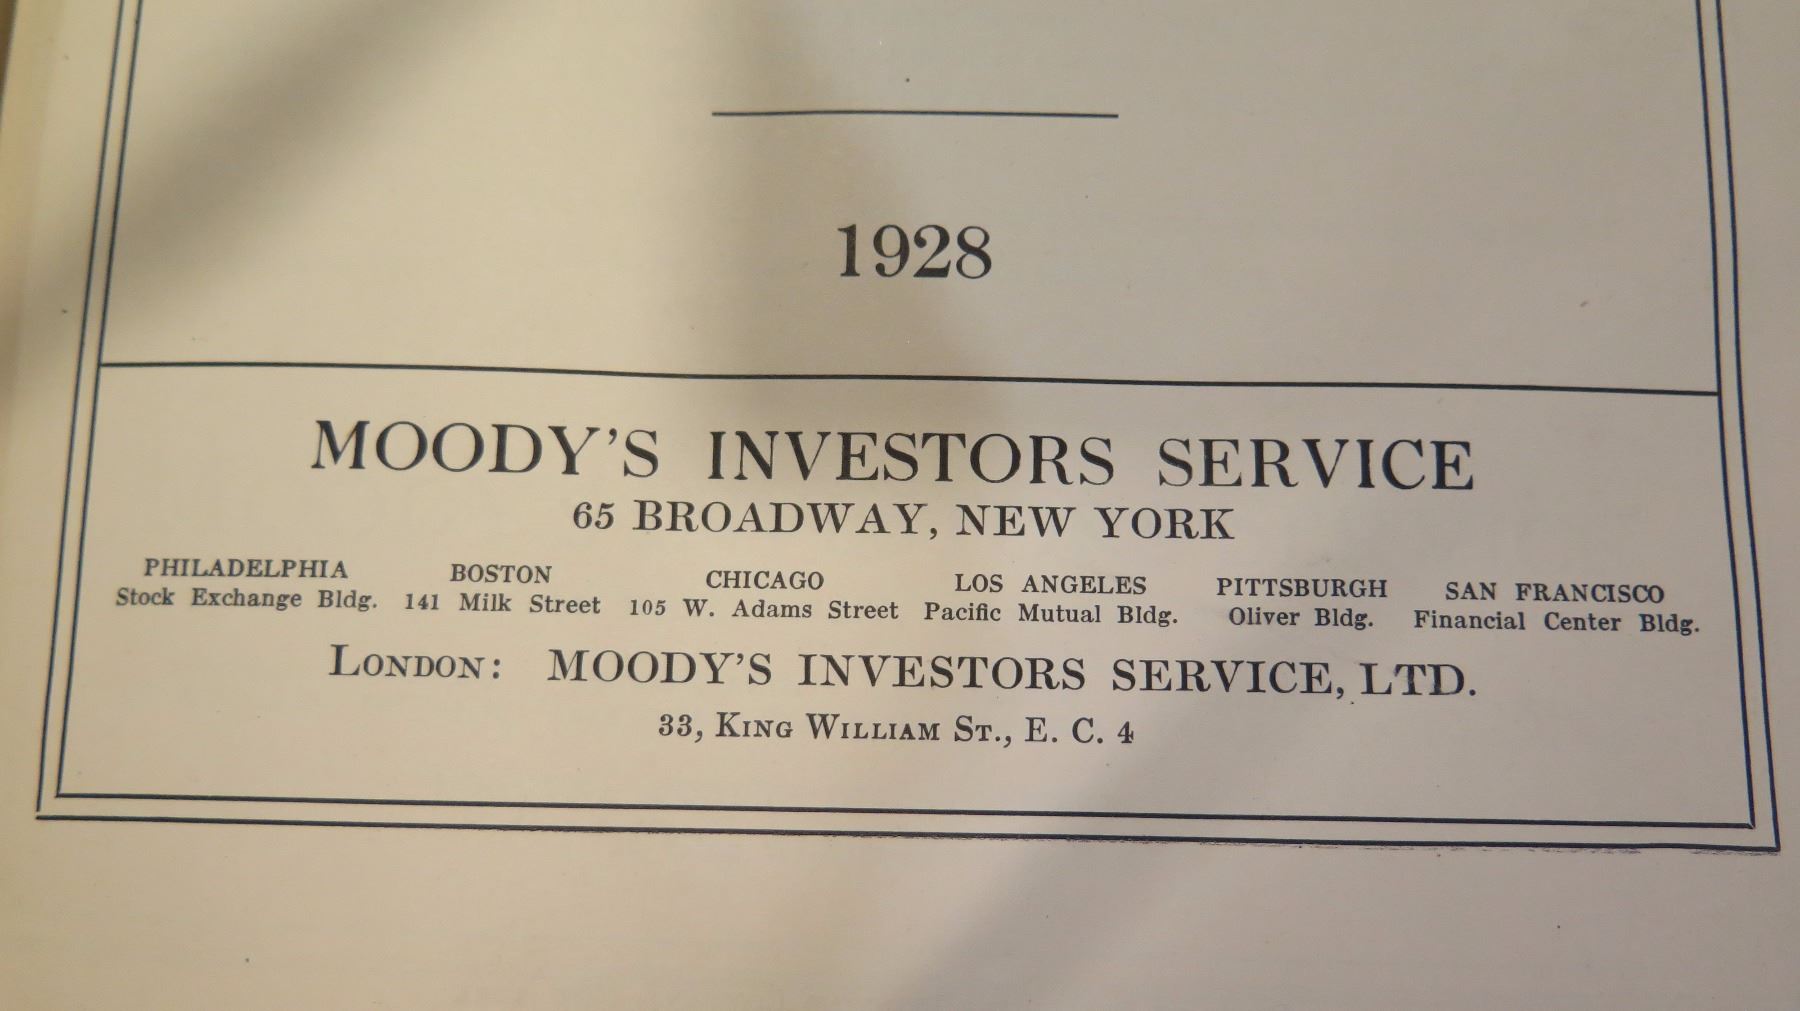 1928
MOODY'S INVESTORS SERVICE
65 BROADWAY, NEW YORK
PHILADELPHIA BOSTON CHICAGO LOS ANGELES PITTSBURGH SAN FRANCISCO
Stock Exchange Bldg. 141 Milk Street 105 W. Adams Street Pacific Mutual Bldg. Oliver Bldg. Financial Center Bldg.
LONDON: MOODY'S INVESTORS SERVICE, LTD.
33, KING WILLIAM ST., E. C. 4